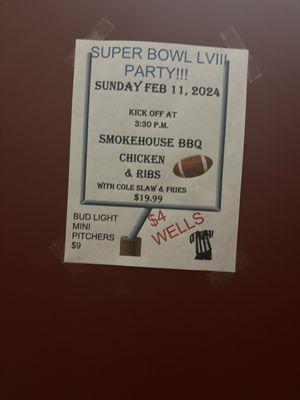 SUPER BOWL LVIII
PARTY!!!
SUNDAY FEB 11, 2024
KICK OFF AT
3:30 P.M.
SMOKEHOUSE BBQ
CHICKEN
& RIBS
WITH COLE SLAW & FRIES
$19.99
BUD LIGHT
MINI
PITCHERS
$9
$4
WELLS